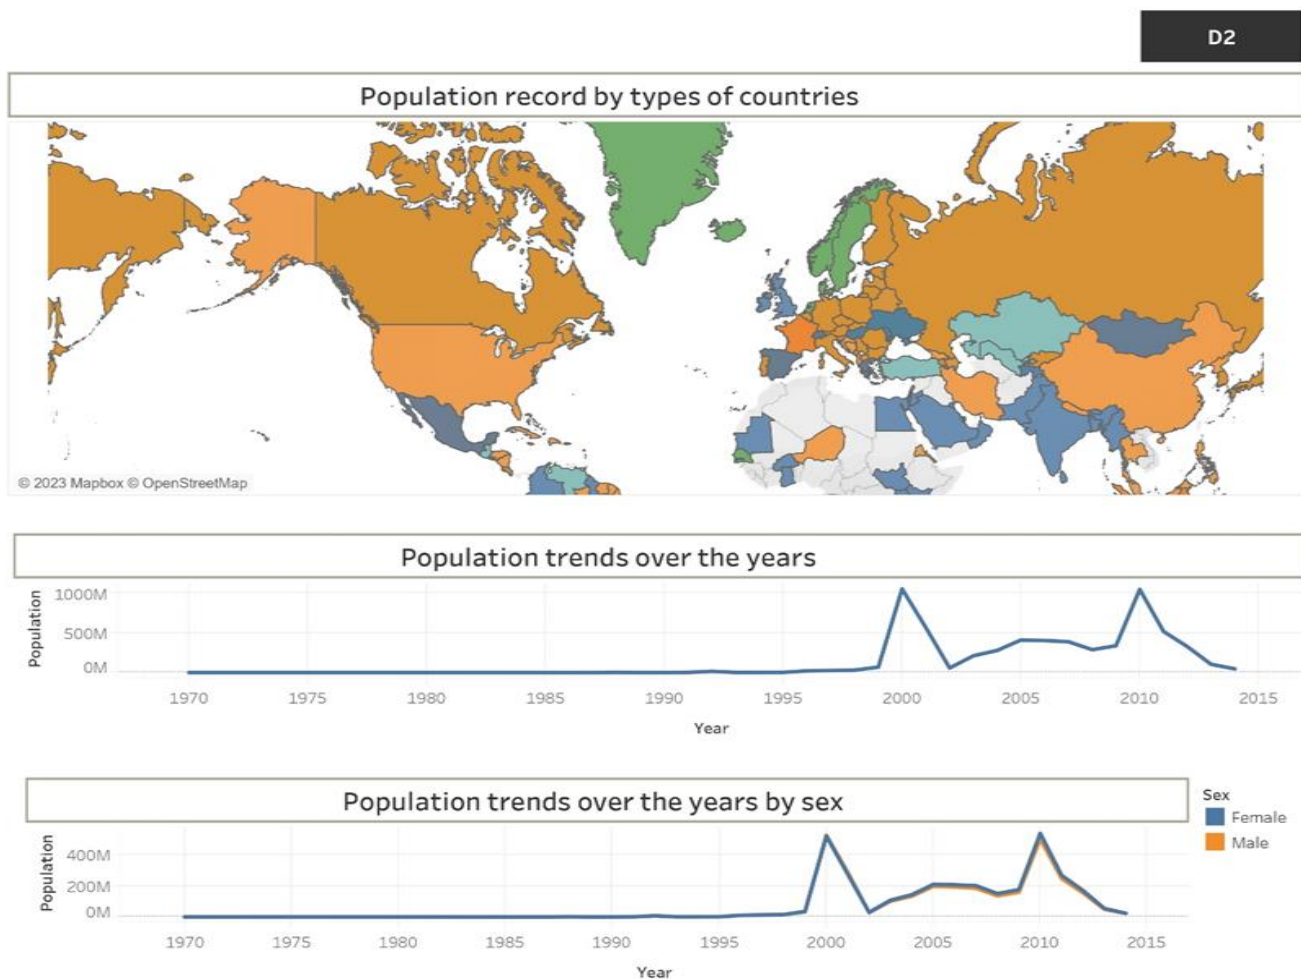 D2
Population record by types of countries
© 2023 Mapbox © OpenStreetMap
Population trends over the years
Population
1000M
500M
0M
1970 1975 1980 1985 1990 1995 2000 2005 2010 2015
Year
Population trends over the years by sex
Sex
Female
Male
Population
400M
200M
0M
1970 1975 1980 1985 1990 1995 2000 2005 2010 2015
Year